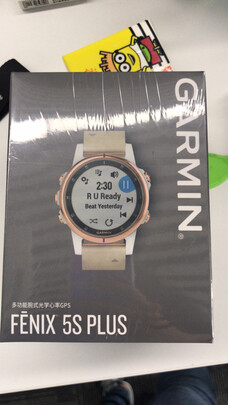 GARMIN®
2:30
R U Ready
Beat Yesterday
GARMIN
多功能腕式光学心率GPS
FĒNIX 5S PLUS